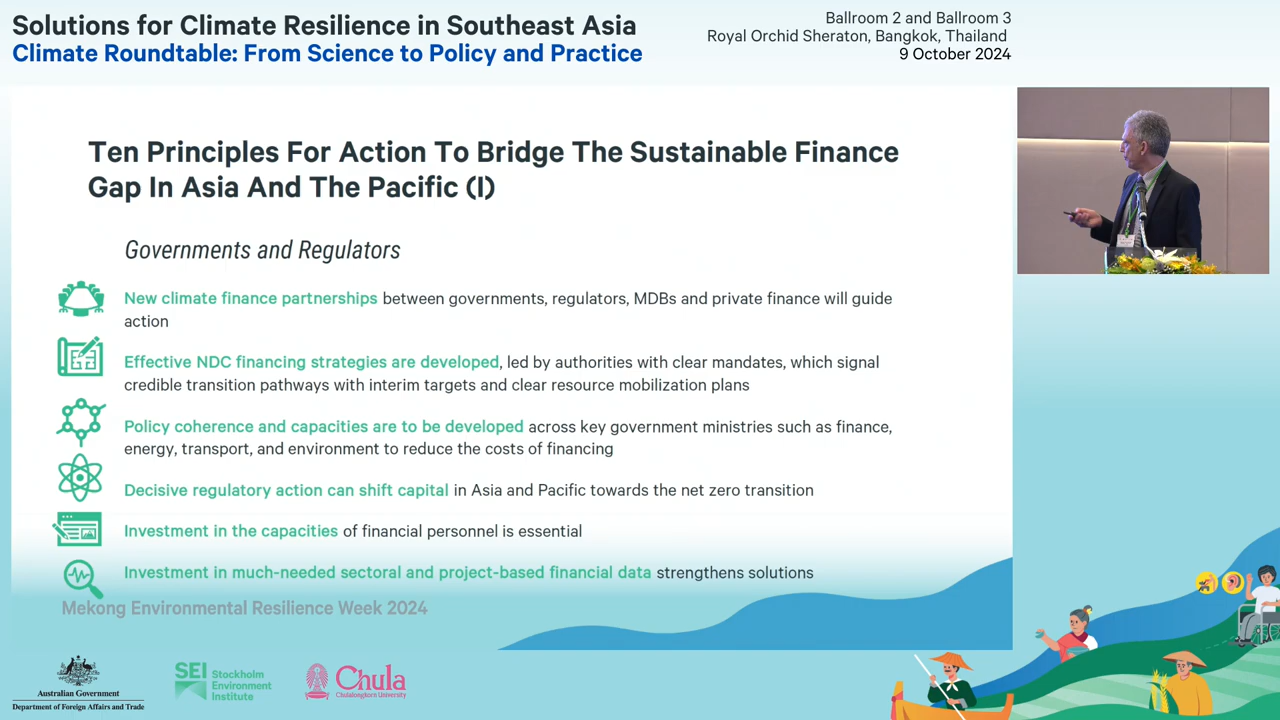 Solutions for Climate Resilience in Southeast Asia
Climate Roundtable: From Science to Policy and Practice
Ballroom 2 and Ballroom 3
Royal Orchid Sheraton, Bangkok, Thailand
9 October 2024
Ten Principles For Action To Bridge The Sustainable Finance
Gap In Asia And The Pacific (I)
Governments and Regulators
New climate finance partnerships between governments, regulators, MDBs and private finance will guide
action
Effective NDC financing strategies are developed, led by authorities with clear mandates, which signal
credible transition pathways with interim targets and clear resource mobilization plans
Policy coherence and capacities are to be developed across key government ministries such as finance,
energy, transport, and environment to reduce the costs of financing
Decisive regulatory action can shift capital in Asia and Pacific towards the net zero transition
Investment in the capacities of financial personnel is essential
Investment in much-needed sectoral and project-based financial data strengthens solutions
Mekong Environmental Resilience Week 2024
Australian Government
Department of Foreign Affairs and Trade
SEI Stockholm
Environment
Institute
Chula
Chulalongkorn University